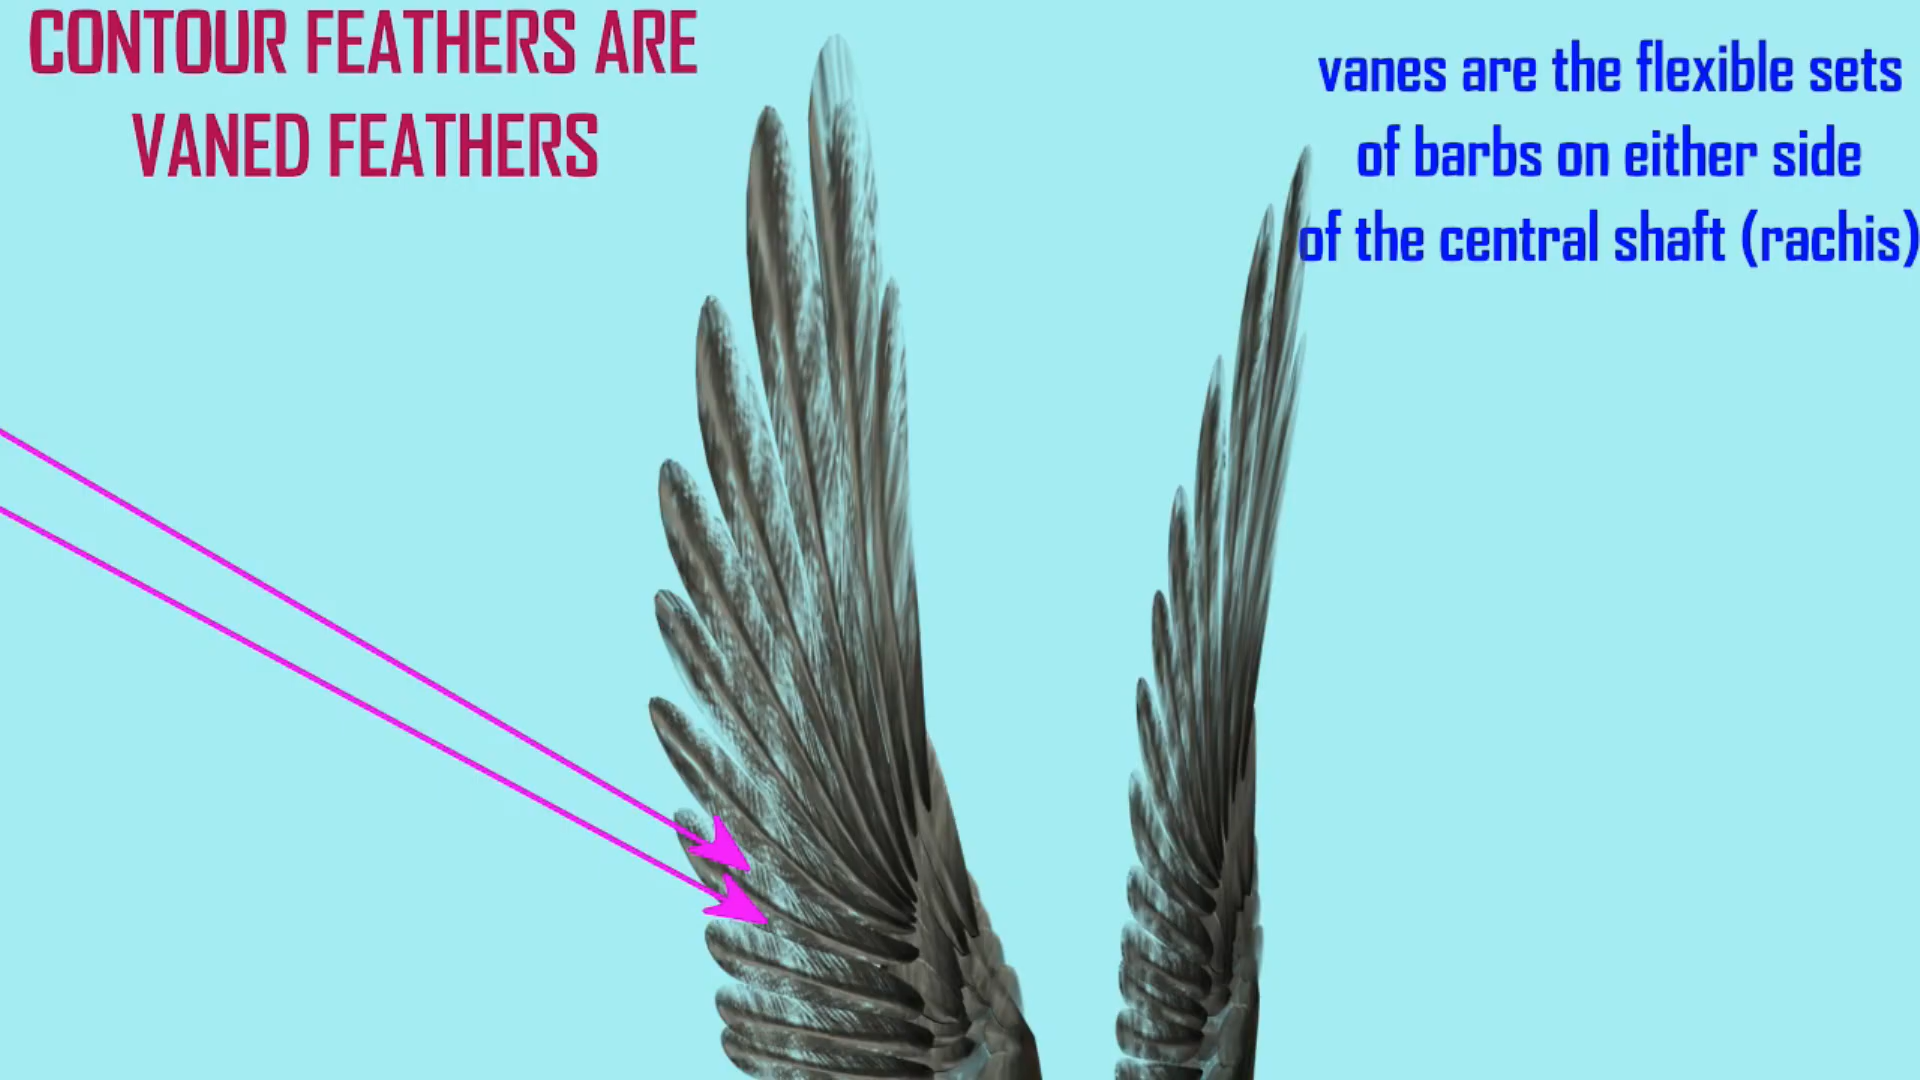 CONTOUR FEATHERS ARE
VANED FEATHERS
vanes are the flexible sets
of barbs on either side
of the central shaft (rachis)